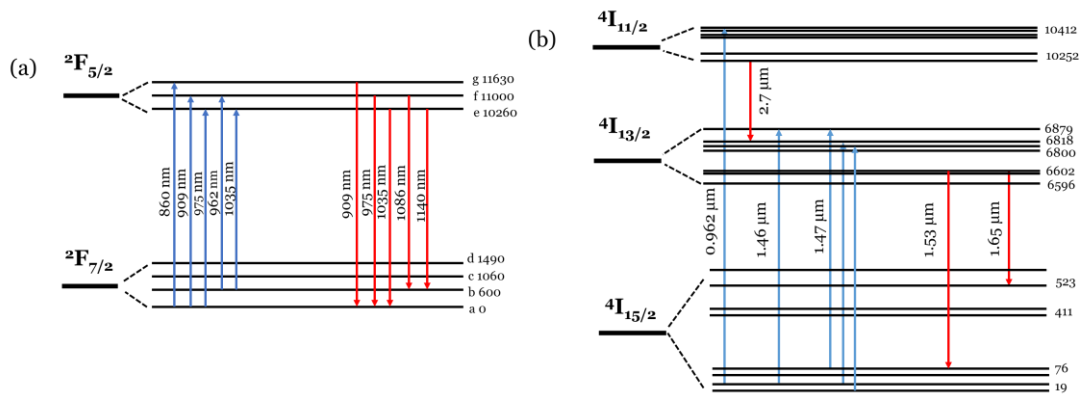 (a)
²F₅/₂
g 11630
f 11000
e 10260
860 nm
909 nm
975 nm
962 nm
1035 nm
909 nm
975 nm
1035 nm
1086 nm
1140 nm
²F₇/₂
d 1490
c 1060
b 600
a 0
(b)
⁴I₁₁/₂
10412
10252
2.7 µm
⁴I₁₃/₂
6879
6818
6800
6602
6596
0.962 µm
1.46 µm
1.47 µm
1.53 µm
1.65 µm
⁴I₁₅/₂
523
411
76
19